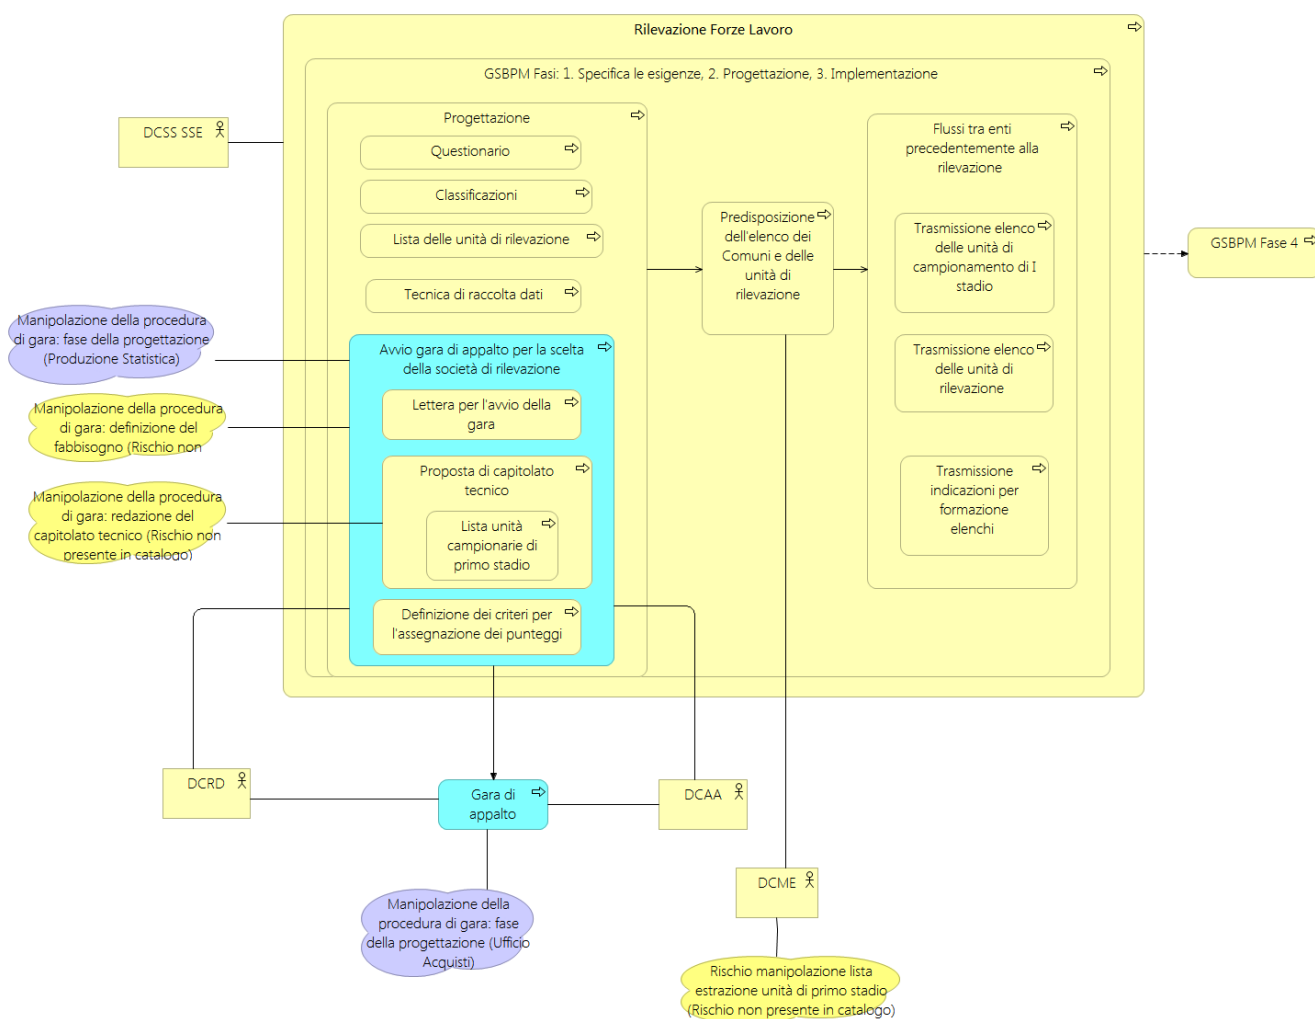 Rilevazione Forze Lavoro
GSBPM Fasi: 1. Specifica le esigenze, 2. Progettazione, 3. Implementazione
DCSS SSE
Progettazione
Questionario
Classificazioni
Lista delle unità di rilevazione
Tecnica di raccolta dati
Avvio gara di appalto per la scelta
della società di rilevazione
Lettera per l'avvio della
gara
Proposta di capitolato
tecnico
Lista unità
campionarie di
primo stadio
Definizione dei criteri per
l'assegnazione dei punteggi
Predisposizione
dell'elenco dei
Comuni e delle
unità di
rilevazione
Flussi tra enti
precedentemente alla
rilevazione
Trasmissione elenco
delle unità di
campionamento di I
stadio
Trasmissione elenco
delle unità di
rilevazione
Trasmissione
indicazioni per
formazione
elenchi
GSBPM Fase 4
Manipolazione della procedura
di gara: fase della progettazione
(Produzione Statistica)
Manipolazione della procedura
di gara: definizione del
fabbisogno (Rischio non
Manipolazione della procedura
di gara: redazione del
capitolato tecnico (Rischio non
presente in catalogo)
DCRD
Gara di
appalto
DCAA
Manipolazione della
procedura di gara: fase
della progettazione (Ufficio
Acquisti)
DCME
Rischio manipolazione lista
estrazione unità di primo stadio
(Rischio non presente in catalogo)